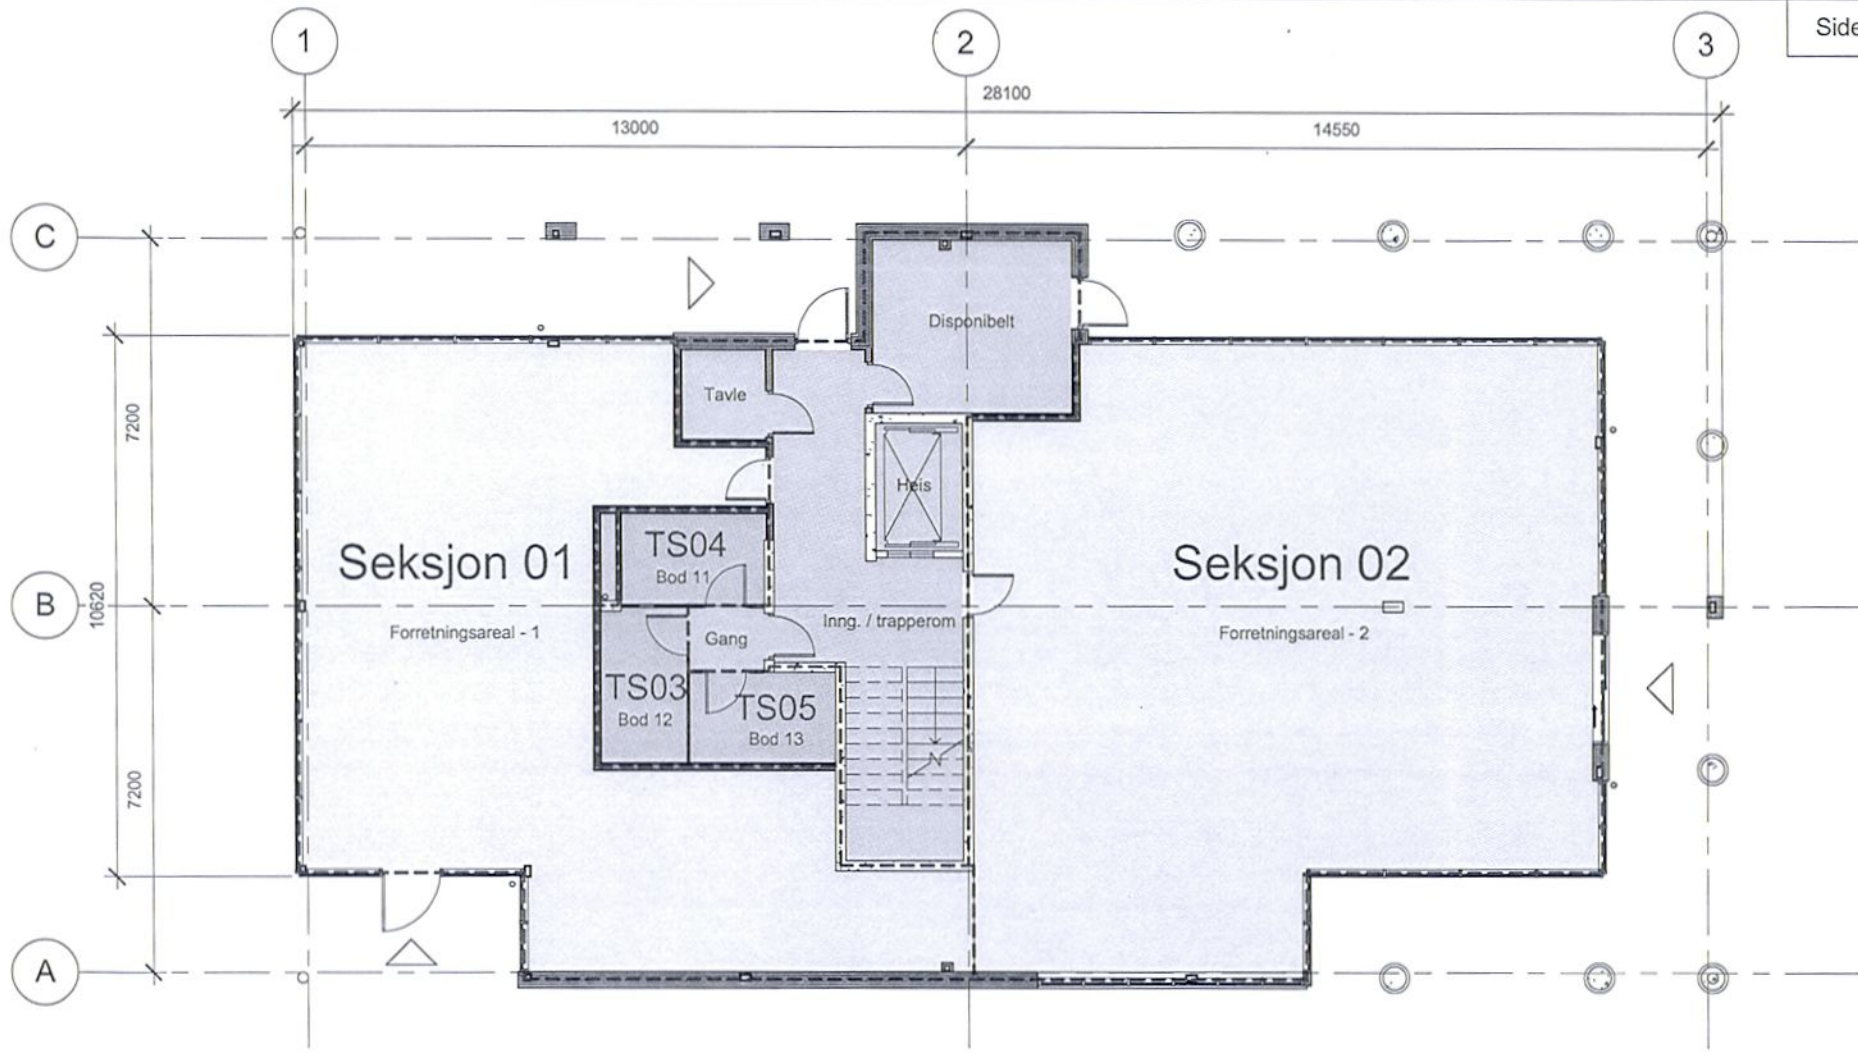 1
2
3
Side
28100
13000
14550
C
Disponibelt
Tavle
7200
Heis
TS04
Bod 11
Seksjon 01
Seksjon 02
B
10620
Forretningsareal - 1
Gang
Inng. / trapperom
Forretningsareal - 2
TS03
Bod 12
TS05
Bod 13
7200
A